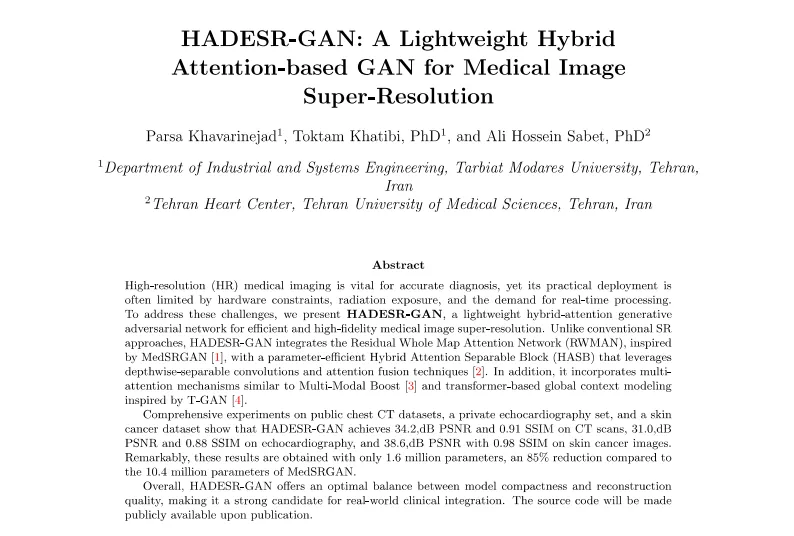 HADESR-GAN: A Lightweight Hybrid
Attention-based GAN for Medical Image
Super-Resolution
Parsa Khavarinejad¹, Toktam Khatibi, PhD¹, and Ali Hossein Sabet, PhD²
¹Department of Industrial and Systems Engineering, Tarbiat Modares University, Tehran,
Iran
²Tehran Heart Center, Tehran University of Medical Sciences, Tehran, Iran
Abstract
High-resolution (HR) medical imaging is vital for accurate diagnosis, yet its practical deployment is
often limited by hardware constraints, radiation exposure, and the demand for real-time processing.
To address these challenges, we present HADESR-GAN, a lightweight hybrid-attention generative
adversarial network for efficient and high-fidelity medical image super-resolution. Unlike conventional SR
approaches, HADESR-GAN integrates the Residual Whole Map Attention Network (RWMAN), inspired
by MedSRGAN [1], with a parameter-efficient Hybrid Attention Separable Block (HASB) that leverages
depthwise-separable convolutions and attention fusion techniques [2]. In addition, it incorporates multi-
attention mechanisms similar to Multi-Modal Boost [3] and transformer-based global context modeling
inspired by T-GAN [4].
Comprehensive experiments on public chest CT datasets, a private echocardiography set, and a skin
cancer dataset show that HADESR-GAN achieves 34.2,dB PSNR and 0.91 SSIM on CT scans, 31.0,dB
PSNR and 0.88 SSIM on echocardiography, and 38.6,dB PSNR with 0.98 SSIM on skin cancer images.
Remarkably, these results are obtained with only 1.6 million parameters, an 85% reduction compared to
the 10.4 million parameters of MedSRGAN.
Overall, HADESR-GAN offers an optimal balance between model compactness and reconstruction
quality, making it a strong candidate for real-world clinical integration. The source code will be made
publicly available upon publication.